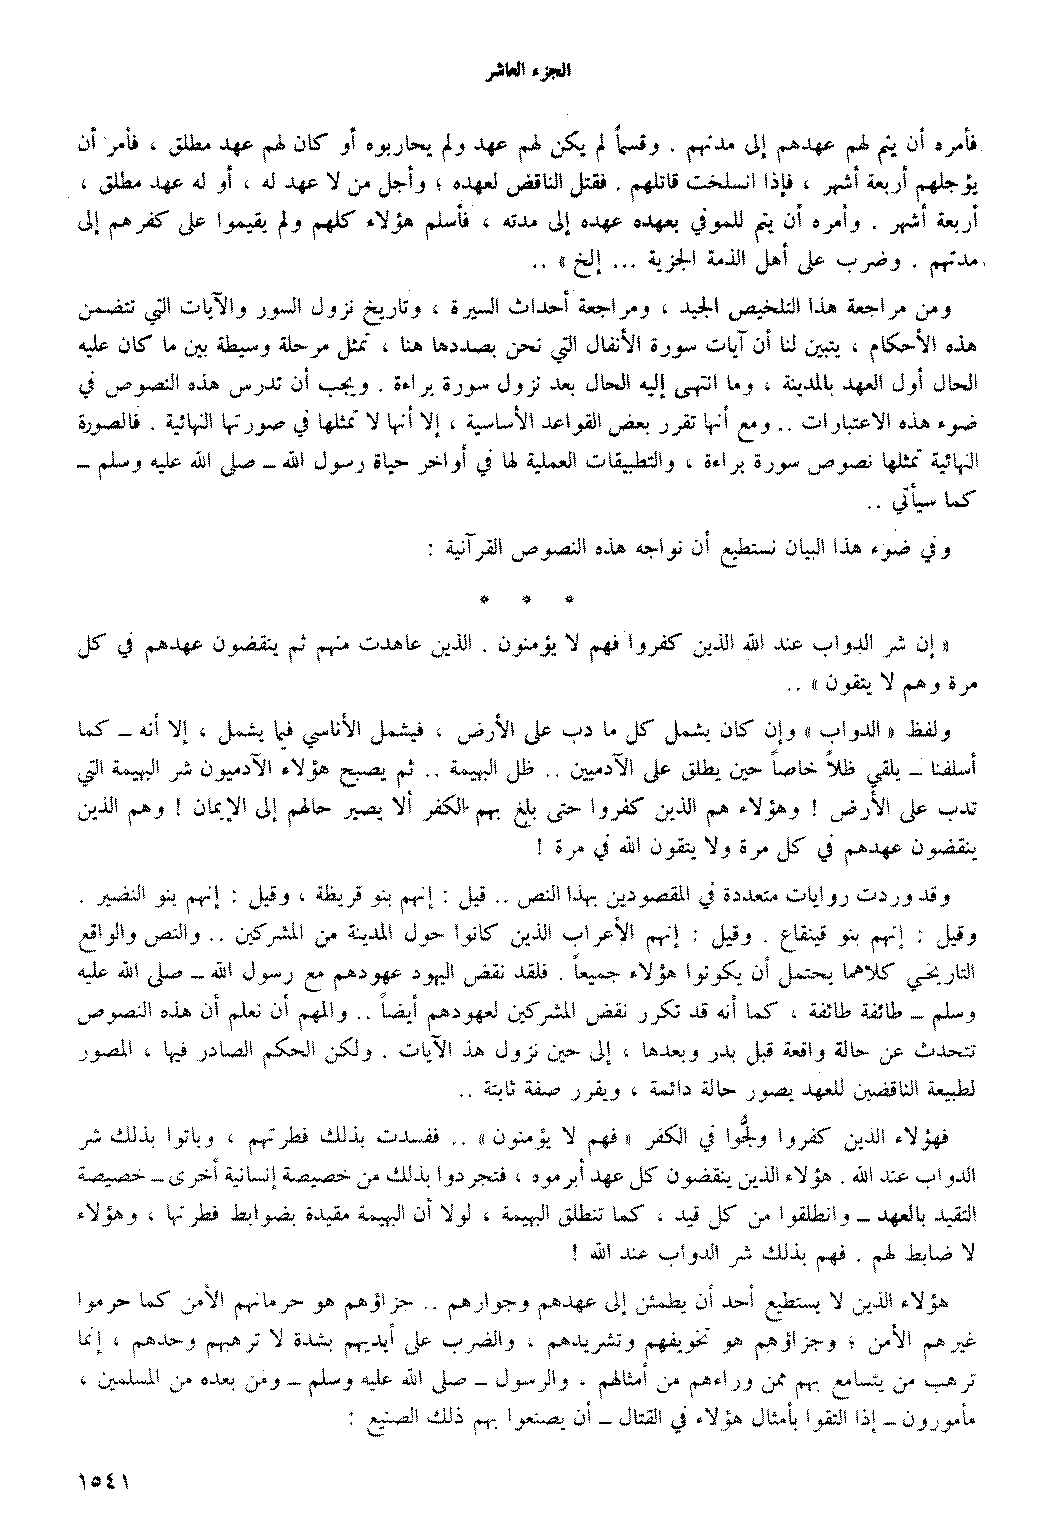 الجزء العاشر
فأمره أن يتم لهم عهدهم إلى مدتهم . وقسماً لم يكن لهم عهد ولم يحاربوه أو كان لهم عهد مطلق ، فأمر أن
يؤجلهم أربعة أشهر ، فإذا انسلخت قاتلهم . فقتل الناقض لعهده ؛ وأجل من لا عهد له ، أو له عهد مطلق ،
أربعة أشهر . وأمره أن يتم للموفي بعهده عهده إلى مدته ، فأسلم هؤلاء كلهم ولم يقيموا على كفرهم إلى
مدتهم . وضرب على أهل الذمة الجزية ... إلخ » ..
ومن مراجعة هذا التلخيص الجيد ، ومراجعة أحداث السيرة ، وتاريخ نزول السور والآيات التي تتضمن
هذه الأحكام ، يتبين لنا أن آيات سورة الأنفال التي نحن بصددها هنا ، تمثل مرحلة وسيطة بين ما كان عليه
الحال أول العهد بالمدينة ، وما انتهى إليه الحال بعد نزول سورة براءة . ويجب أن تدرس هذه النصوص في
ضوء هذه الاعتبارات .. ومع أنها تقرر بعض القواعد الأساسية ، إلا أنها لا تمثلها في صورتها النهائية . فالصورة
النهائية تمثلها نصوص سورة براءة ، والتطبيقات العملية لها في أواخر حياة رسول الله – صلى الله عليه وسلم –
كما سيأتي ..
وفي ضوء هذا البيان نستطيع أن نواجه هذه النصوص القرآنية :
* * *
« إن شر الدواب عند الله الذين كفروا فهم لا يؤمنون . الذين عاهدت منهم ثم ينقضون عهدهم في كل
مرة وهم لا يتقون » ..
ولفظ « الدواب » وإن كان يشمل كل ما دب على الأرض ، فيشمل الأناسي فيما يشمل ، إلا أنه – كما
أسلفنا – يلقي ظلاً خاصاً حين يطلق على الآدميين .. ظل البهيمة .. ثم يصبح هؤلاء الآدميون شر البهيمة التي
تدب على الأرض ! وهؤلاء هم الذين كفروا حتى بلغ بهم الكفر ألا يصير حالهم إلى الإيمان ! وهم الذين
ينقضون عهدهم في كل مرة ولا يتقون الله في مرة !
وقد وردت روايات متعددة في المقصودين بهذا النص .. قيل : إنهم بنو قريظة ، وقيل : إنهم بنو النضير .
وقيل : إنهم بنو قينقاع . وقيل : إنهم الأعراب الذين كانوا حول المدينة من المشركين .. والنص والواقع
التاريخي كلاهما يحتمل أن يكونوا هؤلاء جميعاً . فلقد نقض اليهود عهودهم مع رسول الله – صلى الله عليه
وسلم – طائفة طائفة ، كما أنه قد تكرر نقض المشركين لعهودهم أيضاً .. والمهم أن نعلم أن هذه النصوص
تتحدث عن حالة واقعة قبل بدر وبعدها ، إلى حين نزول هذ الآيات . ولكن الحكم الصادر فيها ، المصور
لطبيعة الناقضين للعهد يصور حالة دائمة ، ويقرر صفة ثابتة ..
فهؤلاء الذين كفروا ولجُّوا في الكفر « فهم لا يؤمنون» .. ففسدت بذلك فطرتهم ، وباتوا بذلك شر
الدواب عند الله . هؤلاء الذين ينقضون كل عهد أبرموه ، فتجردوا بذلك من خصيصة إنسانية أخرى – خصيصة
التقيد بالعهد – وانطلقوا من كل قيد ، كما تنطلق البهيمة ، لولا أن البهيمة مقيدة بضوابط فطرتها ، وهؤلاء
لا ضابط لهم . فهم بذلك شر الدواب عند الله !
هؤلاء الذين لا يستطيع أحد أن يطمئن إلى عهدهم وجوارهم .. جزاؤهم هو حرمانهم الأمن كما حرموا
غيرهم الأمن ؛ وجزاؤهم هو تخويفهم وتشريدهم ، والضرب على أيديهم بشدة لا ترهبهم وحدهم ، إنما
ترهب من يتسامع بهم ممن وراءهم من أمثالهم . والرسول – صلى الله عليه وسلم – ومن بعده من المسلمين ،
مأمورون – إذا التقوا بأمثال هؤلاء في القتال – أن يصنعوا بهم ذلك الصنيع :
١٥٤١